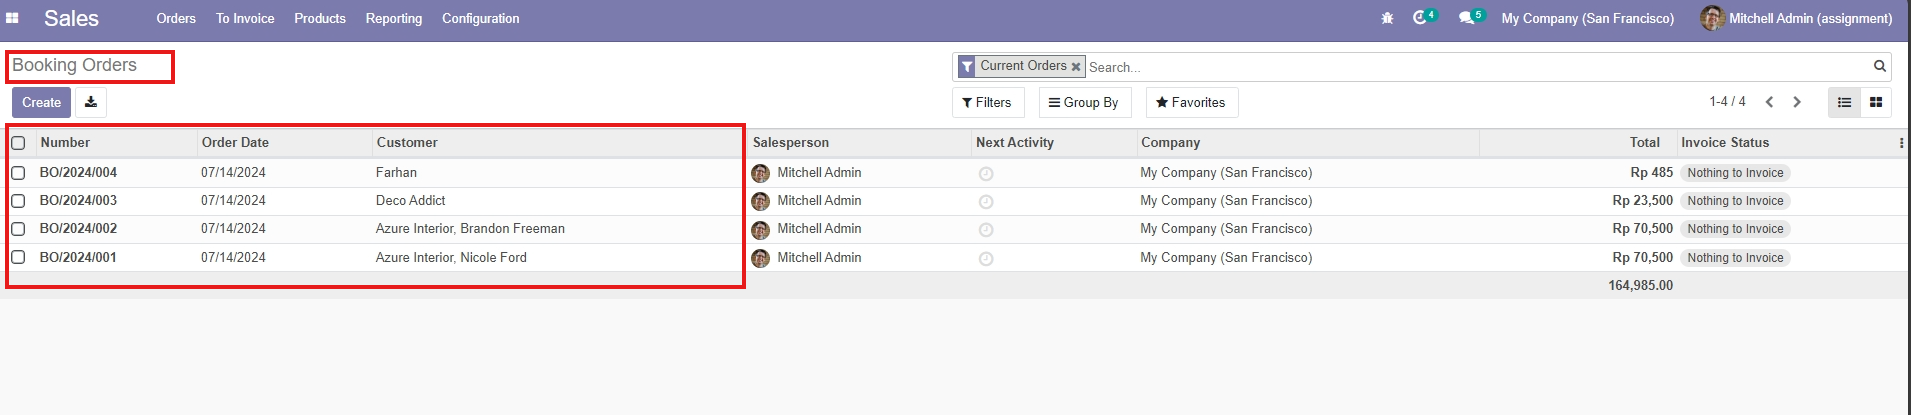 Sales Orders To Invoice Products Reporting Configuration 4 5 My Company (San Francisco) Mitchell Admin (assignment)
Booking Orders
Current Orders Search...
Create
Filters Group By Favorites 1-4 / 4
Number Order Date Customer Salesperson Next Activity Company Total Invoice Status
BO/2024/004 07/14/2024 Farhan Mitchell Admin My Company (San Francisco) Rp 485 Nothing to Invoice
BO/2024/003 07/14/2024 Deco Addict Mitchell Admin My Company (San Francisco) Rp 23,500 Nothing to Invoice
BO/2024/002 07/14/2024 Azure Interior, Brandon Freeman Mitchell Admin My Company (San Francisco) Rp 70,500 Nothing to Invoice
BO/2024/001 07/14/2024 Azure Interior, Nicole Ford Mitchell Admin My Company (San Francisco) Rp 70,500 Nothing to Invoice
164,985.00